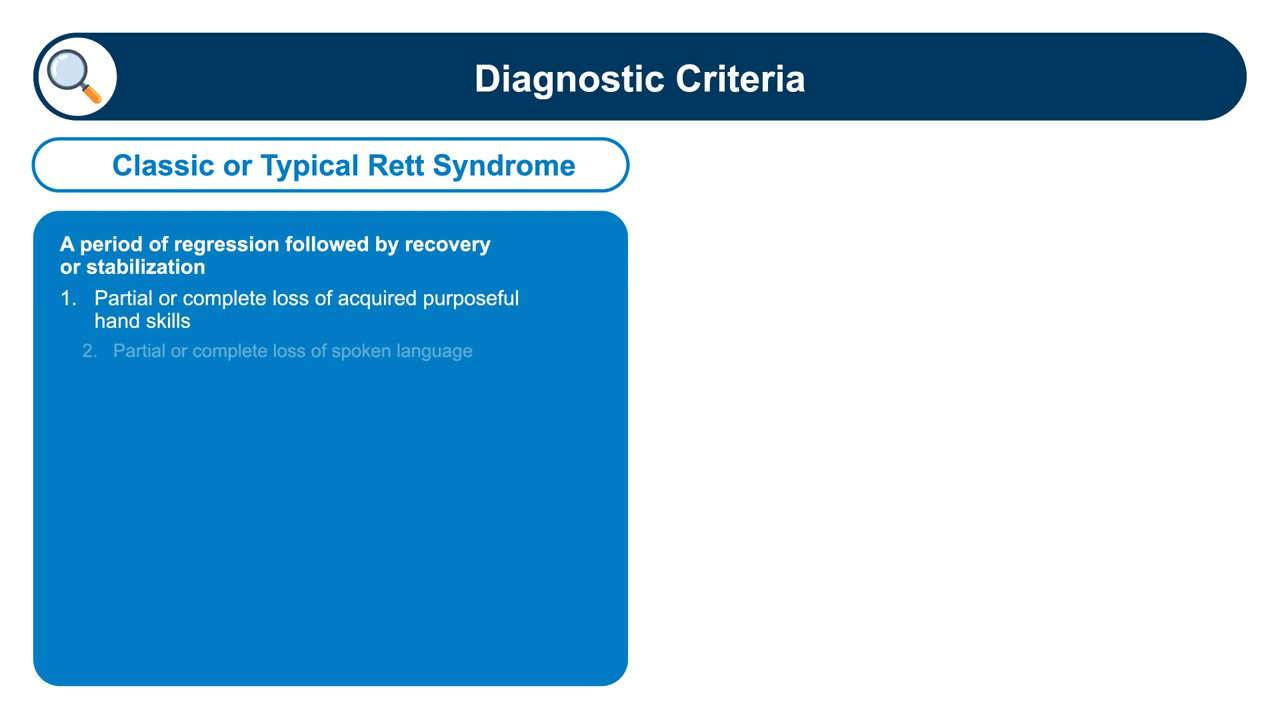 Diagnostic Criteria
Classic or Typical Rett Syndrome
A period of regression followed by recovery
or stabilization
1. Partial or complete loss of acquired purposeful
hand skills
2. Partial or complete loss of spoken language